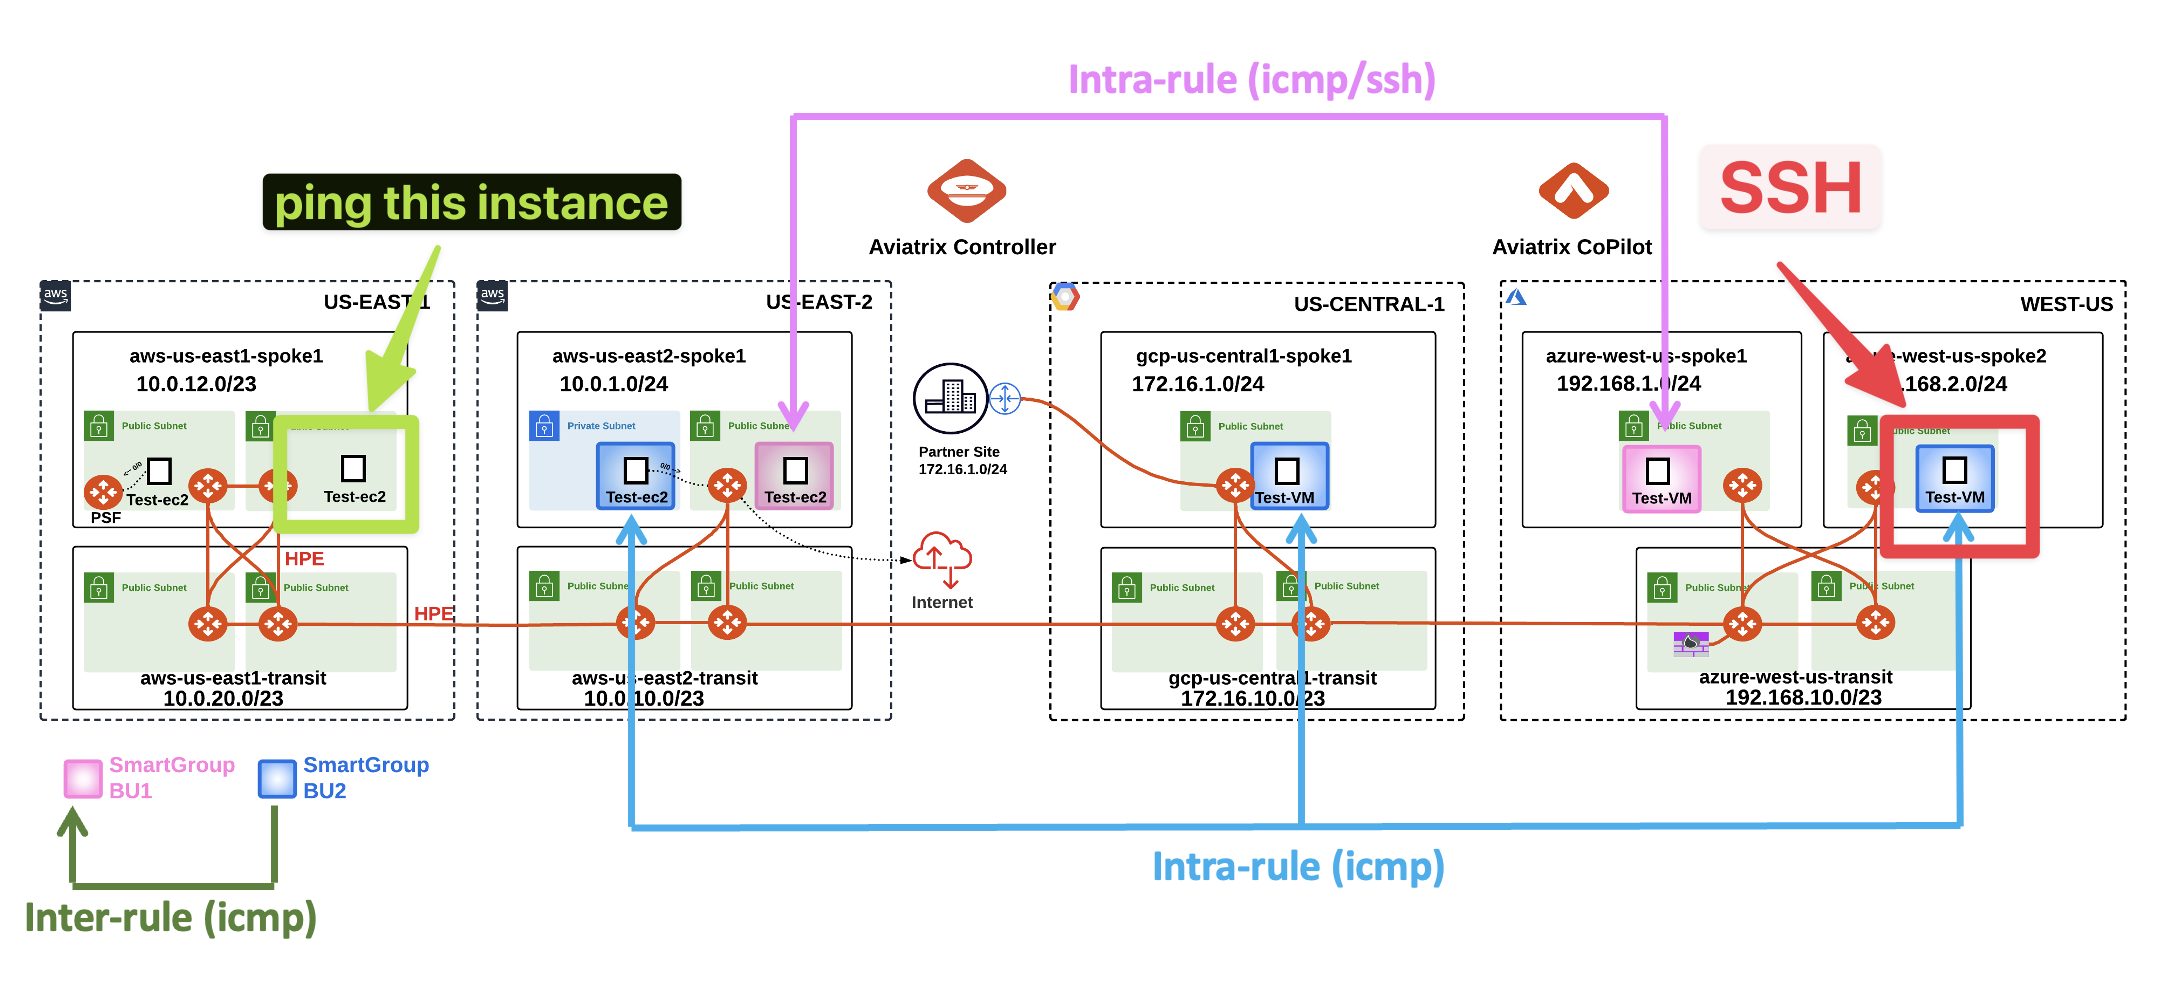 Intra-rule (icmp/ssh)
ping this instance
SSH
Aviatrix Controller
Aviatrix CoPilot
aws
US-EAST-1
aws-us-east1-spoke1
10.0.12.0/23
Public Subnet
Public Subnet
0/0
Test-ec2
PSF
Test-ec2
HPE
Public Subnet
Public Subnet
HPE
aws-us-east1-transit
10.0.20.0/23
aws
US-EAST-2
aws-us-east2-spoke1
10.0.1.0/24
Private Subnet
Public Subnet
0/0
Test-ec2
Test-ec2
Public Subnet
Public Subnet
aws-us-east2-transit
10.0.10.0/23
Partner Site
172.16.1.0/24
Internet
US-CENTRAL-1
gcp-us-central1-spoke1
172.16.1.0/24
Public Subnet
Test-VM
Public Subnet
Public Subnet
gcp-us-central1-transit
172.16.10.0/23
WEST-US
azure-west-us-spoke1
192.168.1.0/24
Public Subnet
Test-VM
-west-us-spoke2
.168.2.0/24
Public Subnet
Test-VM
Public Subnet
Public Subnet
azure-west-us-transit
192.168.10.0/23
SmartGroup
BU1
SmartGroup
BU2
Inter-rule (icmp)
Intra-rule (icmp)